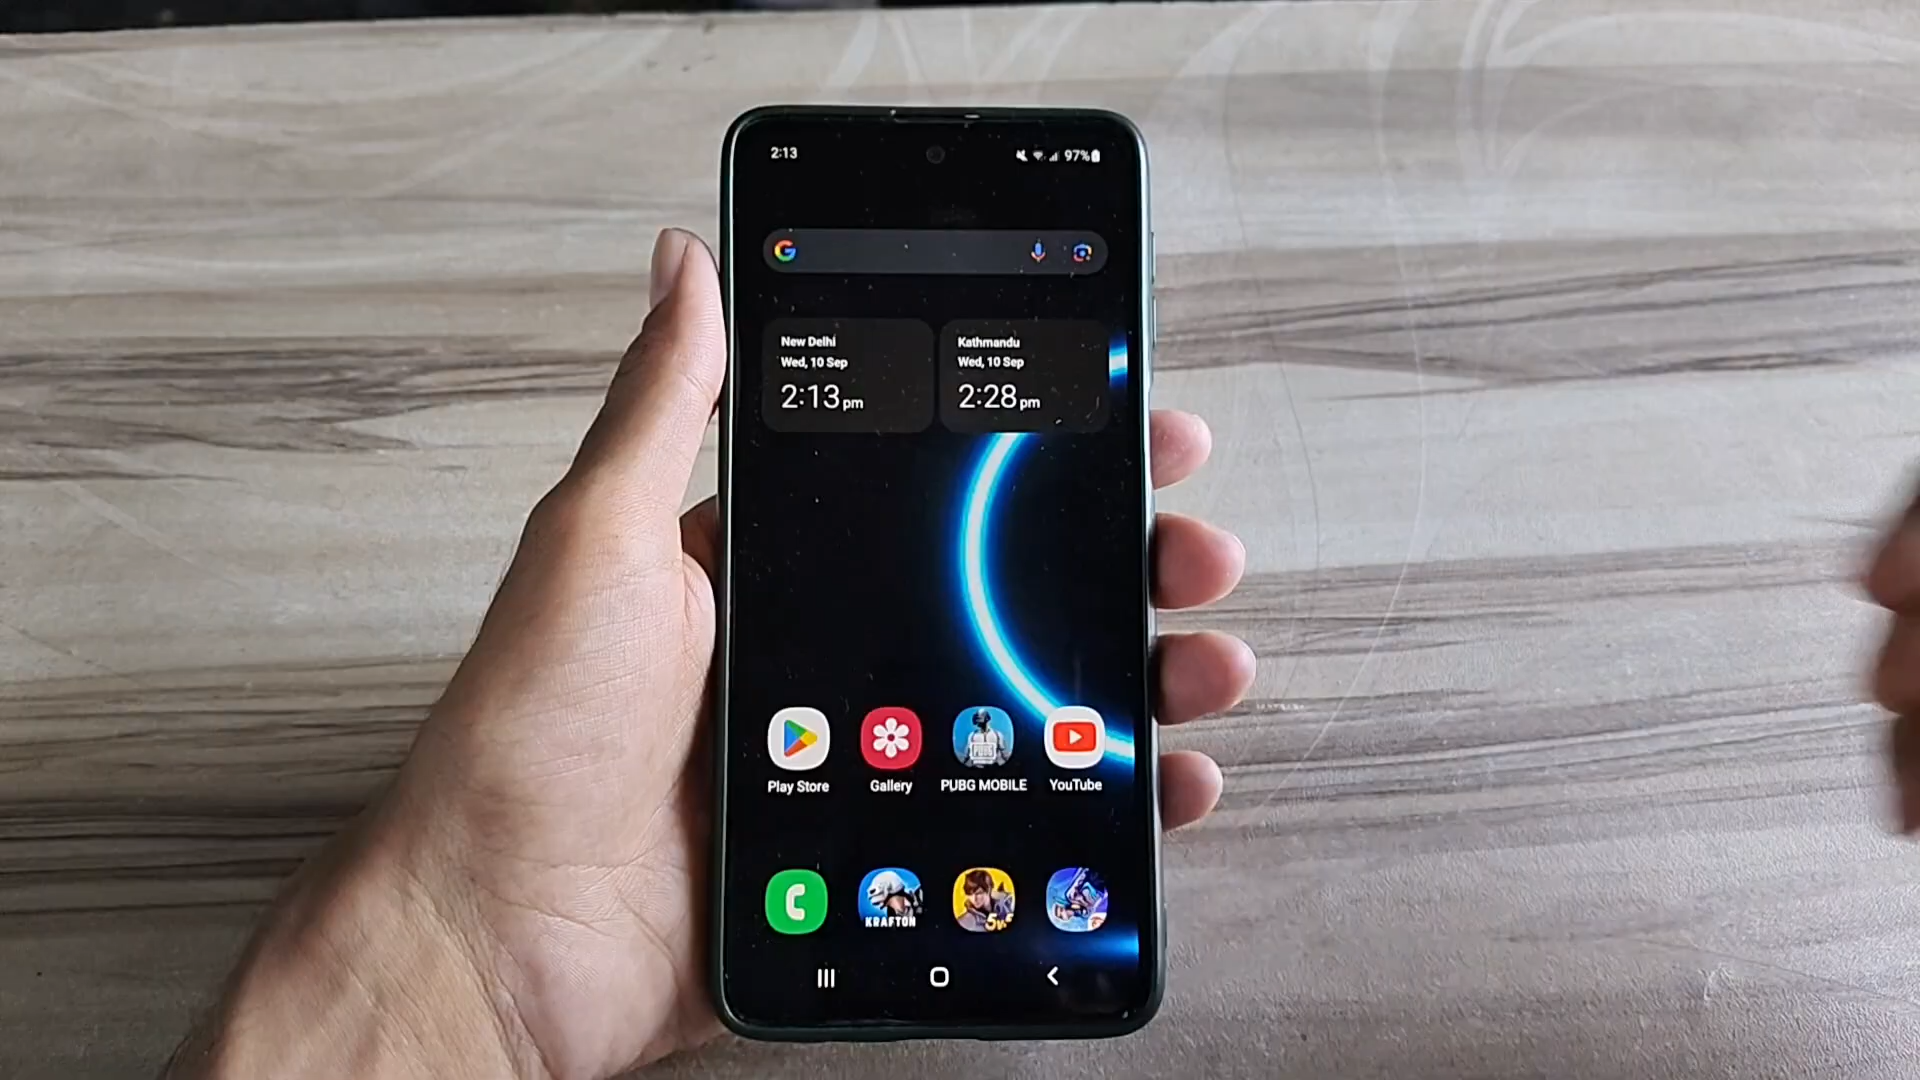 2:13
97%
New Delhi
Wed, 10 Sep
2:13 pm
Kathmandu
Wed, 10 Sep
2:28 pm
Play Store
Gallery
PUBG MOBILE
YouTube
KRAFTON
5v5